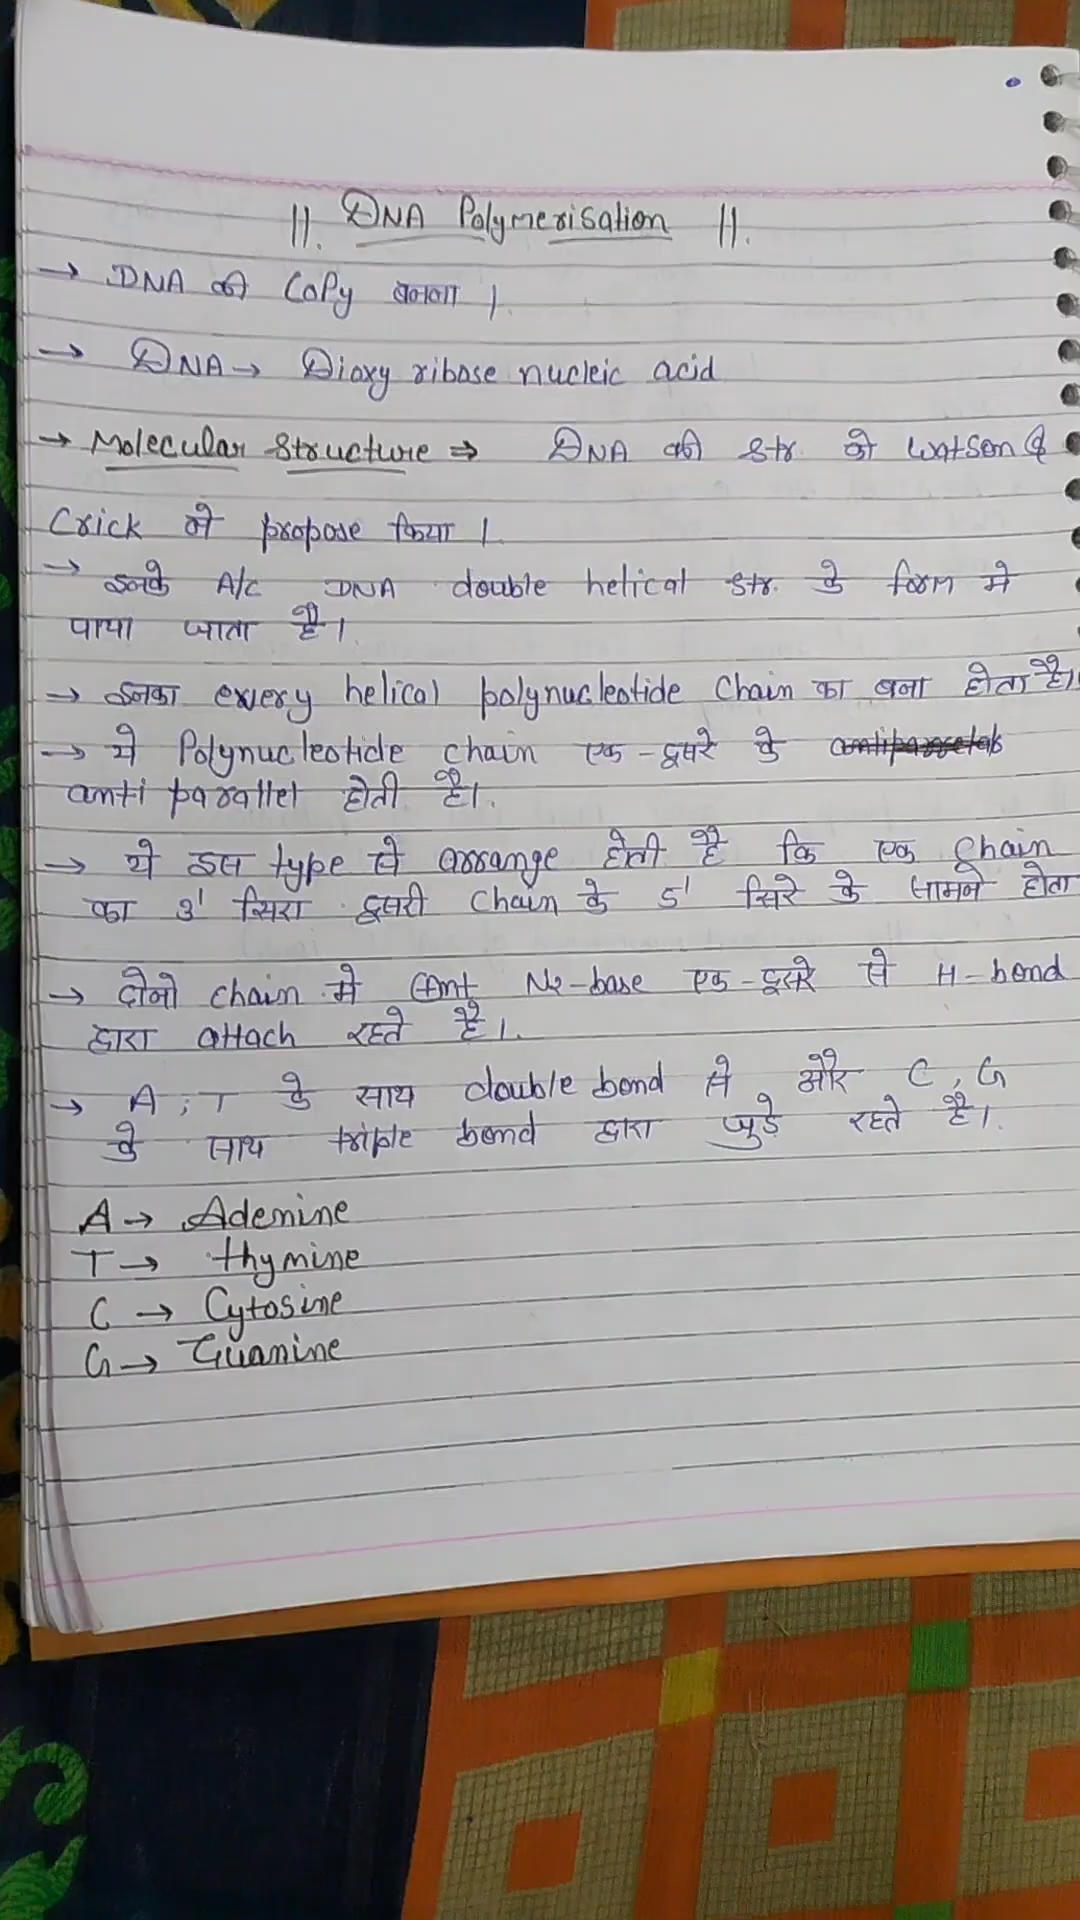 ||. DNA Polymerisation ||.
→ DNA की Copy बनाना ।
→ DNA → Dioxy ribose nucleic acid
→ Molecular Structure ⇒ DNA की str. को Watson &
Crick ने propose किया ।
→ इनके A/c DNA double helical str. के form मे
पाया जाता है।
→ इनका every helical polynucleotide chain का बना होता है।
→ ये Polynucleotide chain एक-दूसरे के
anti parallel होती है।
→ ये इस type से arrange होती है कि एक chain
का 3' सिरा दूसरी chain के 5' सिरे के सामने होता
→ दोनो chain मे N2-base एक-दूसरे से H-bond
द्वारा attach रहते है।
→ A, T के साथ double bond से और C, G
के साथ triple bond द्वारा जुड़े रहते है।
A → Adenine
T → thymine
C → Cytosine
G → Guanine